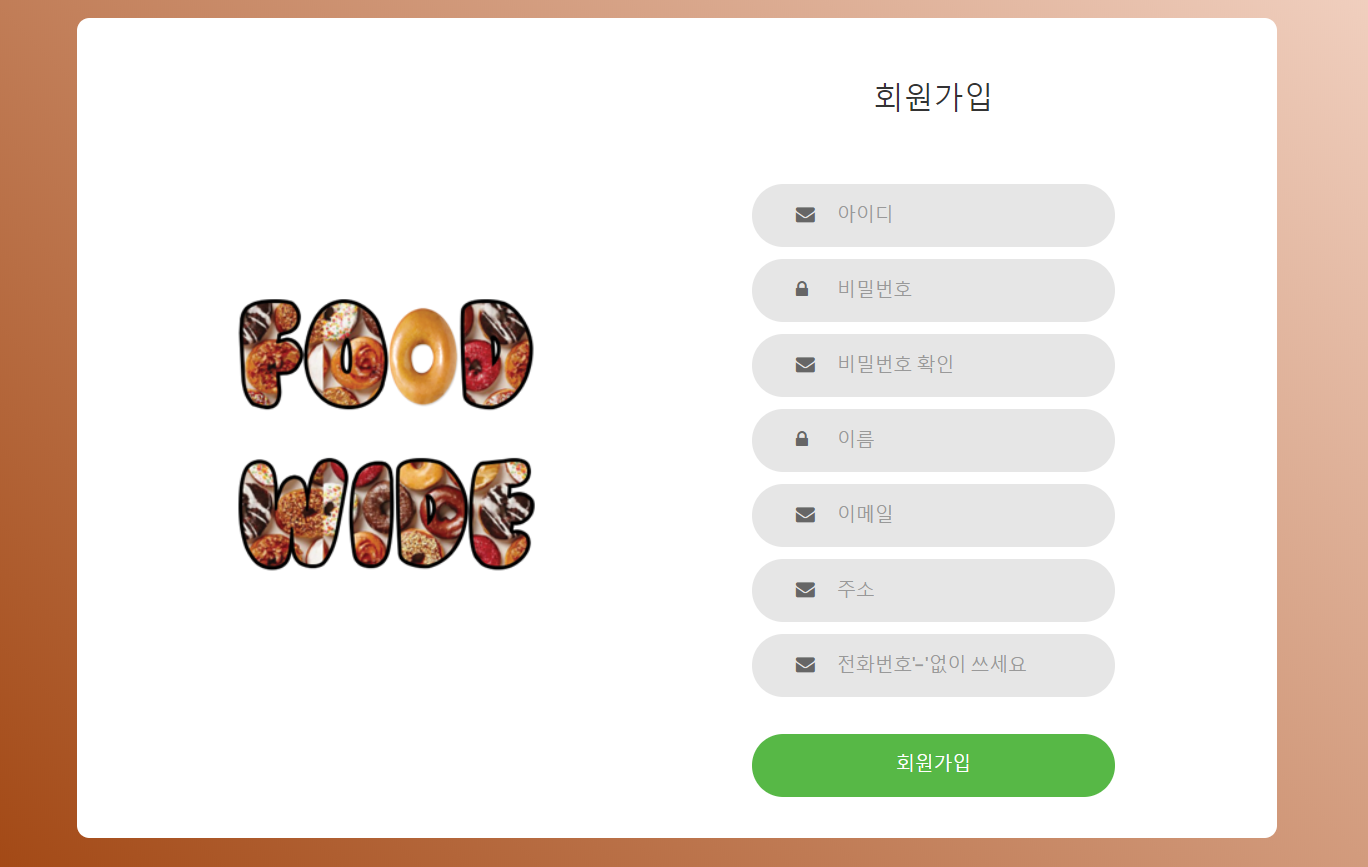 FOOD
WIDE
회원가입
아이디
비밀번호
비밀번호 확인
이름
이메일
주소
전화번호'-'없이 쓰세요
회원가입